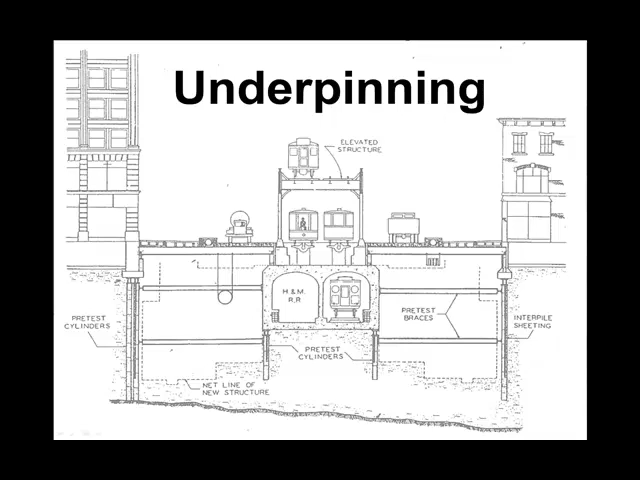 Underpinning
ELEVATED
STRUCTURE
H.& M.
R.R
PRETEST
CYLINDERS
PRETEST
BRACES
INTERPILE
SHEETING
PRETEST
CYLINDERS
NET LINE OF
NEW STRUCTURE